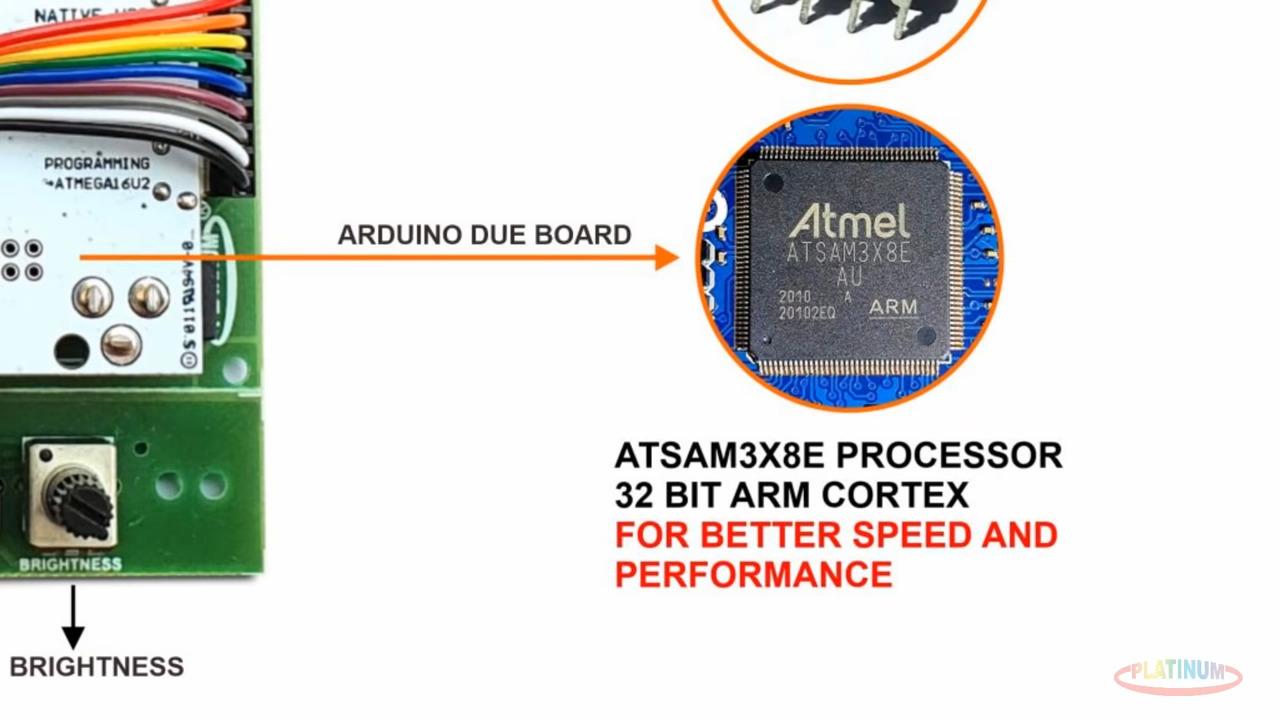 NATIVE USB
PROGRAMMING
ATMEGA16U2
ARDUINO DUE BOARD
Atmel
ATSAM3X8E
AU
2010 A
20102EQ ARM
ATSAM3X8E PROCESSOR
32 BIT ARM CORTEX
FOR BETTER SPEED AND
PERFORMANCE
BRIGHTNESS
BRIGHTNESS
PLATINUM